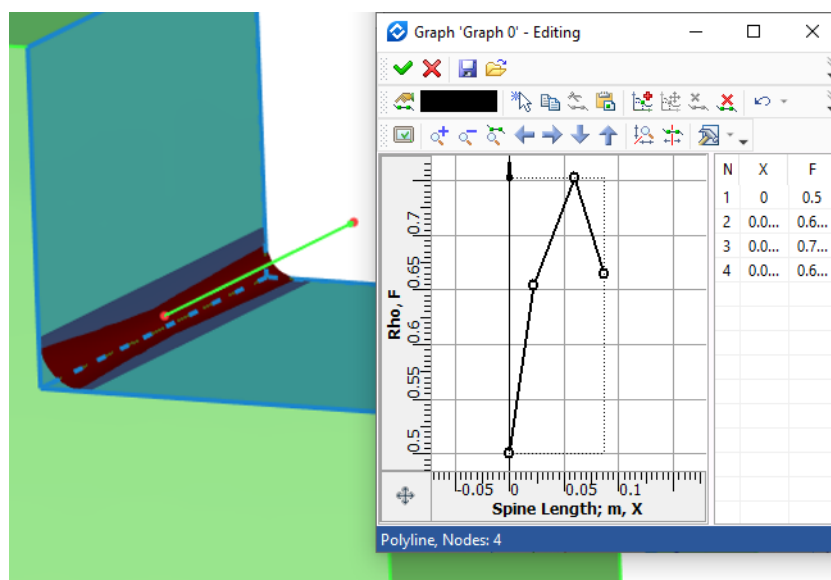 Graph 'Graph 0' - Editing
N X F
1 0 0.5
2 0.0... 0.6...
3 0.0... 0.7...
4 0.0... 0.6...
Rho, F
0.7
0.65
0.6
0.55
0.5
-0.05 0 0.05 0.1
Spine Length; m, X
Polyline, Nodes: 4